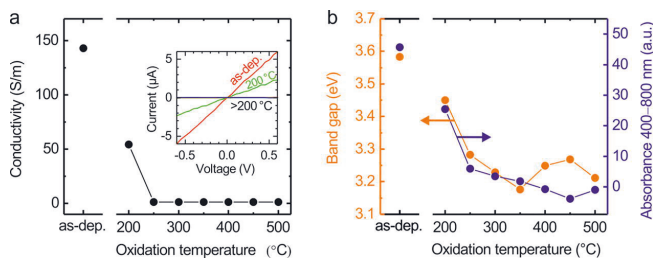 a
Conductivity (S/m)
150
100
50
0
as-dep. 200 300 400 500
Oxidation temperature (°C)
Current (µA)
5
0
-5
-0.5 0.0 0.5
Voltage (V)
as-dep.
200 °C
>200 °C
b
Band gap (eV)
3.7
3.6
3.5
3.4
3.3
3.2
3.1
as-dep. 200 250 300 350 400 450 500
Oxidation temperature (°C)
50
40
30
20
10
0
Absorbance 400–800 nm (a.u.)